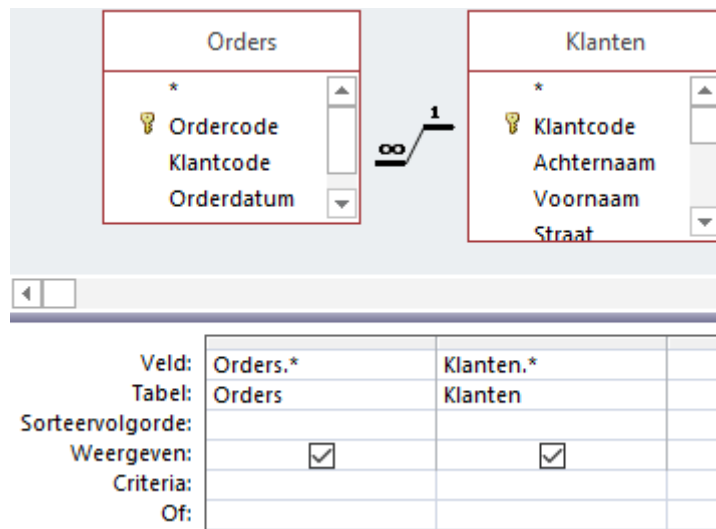 Orders
*
Ordercode
Klantcode
Orderdatum
∞ 1
Klanten
*
Klantcode
Achternaam
Voornaam
Straat
Veld: Orders.* Klanten.*
Tabel: Orders Klanten
Sorteervolgorde:
Weergeven:
Criteria:
Of: